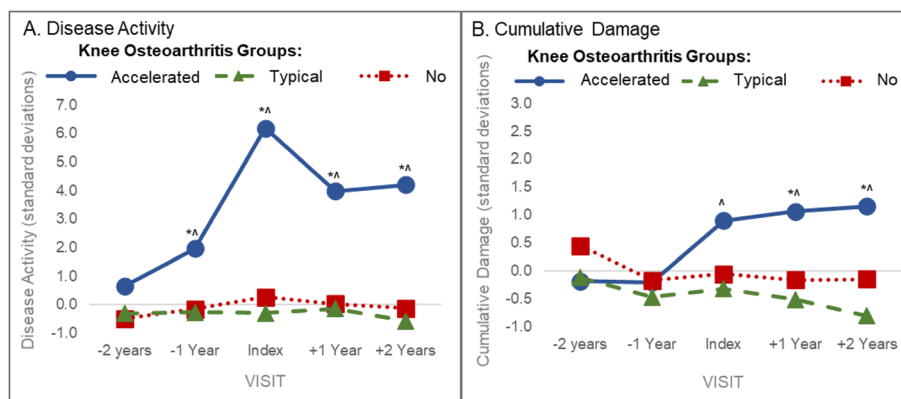 A. Disease Activity
Knee Osteoarthritis Groups:
Accelerated Typical No
Disease Activity (standard deviations)
7.0
6.0
5.0
4.0
3.0
2.0
1.0
0.0
-1.0
*^
*^
*^
*^
-2 years -1 Year Index +1 Year +2 Years
VISIT
B. Cumulative Damage
Knee Osteoarthritis Groups:
Accelerated Typical No
Cumulative Damage (standard deviations)
3.0
2.5
2.0
1.5
1.0
0.5
0.0
-0.5
-1.0
^
*^
*^
-2 years -1 Year Index +1 Year +2 Years
VISIT